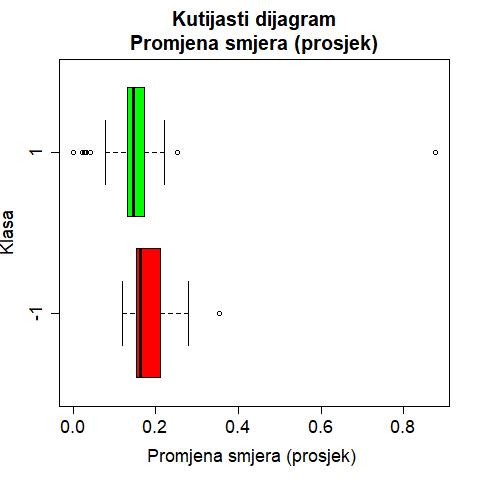 Kutijasti dijagram
Promjena smjera (prosjek)
Klasa
1
-1
0.0 0.2 0.4 0.6 0.8
Promjena smjera (prosjek)